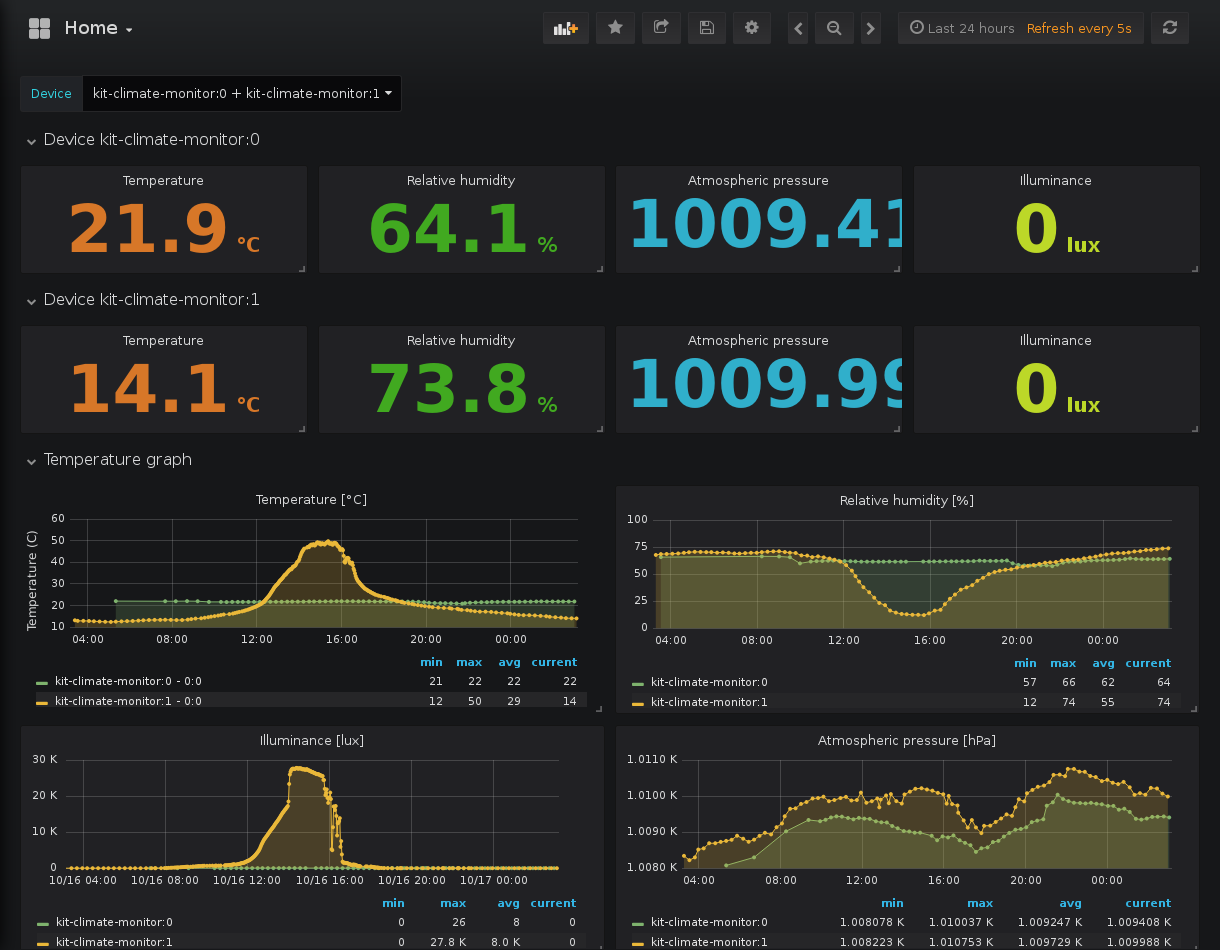 Home
Last 24 hours Refresh every 5s
Device kit-climate-monitor:0 + kit-climate-monitor:1
Device kit-climate-monitor:0
Temperature Relative humidity Atmospheric pressure Illuminance
21.9 °C 64.1 % 1009.41 0 lux
Device kit-climate-monitor:1
Temperature Relative humidity Atmospheric pressure Illuminance
14.1 °C 73.8 % 1009.99 0 lux
Temperature graph
Temperature [°C]
Temperature (C)
60
50
40
30
20
10
04:00 08:00 12:00 16:00 20:00 00:00
min max avg current
kit-climate-monitor:0 - 0:0 21 22 22 22
kit-climate-monitor:1 - 0:0 12 50 29 14
Relative humidity [%]
100
75
50
25
0
04:00 08:00 12:00 16:00 20:00 00:00
min max avg current
kit-climate-monitor:0 57 66 62 64
kit-climate-monitor:1 12 74 55 74
Illuminance [lux]
30 K
20 K
10 K
0
10/16 04:00 10/16 08:00 10/16 12:00 10/16 16:00 10/16 20:00 10/17 00:00
min max avg current
kit-climate-monitor:0 0 26 8 0
kit-climate-monitor:1 0 27.8 K 8.0 K 0
Atmospheric pressure [hPa]
1.0110 K
1.0100 K
1.0090 K
1.0080 K
04:00 08:00 12:00 16:00 20:00 00:00
min max avg current
kit-climate-monitor:0 1.008078 K 1.010037 K 1.009247 K 1.009408 K
kit-climate-monitor:1 1.008223 K 1.010753 K 1.009729 K 1.009988 K